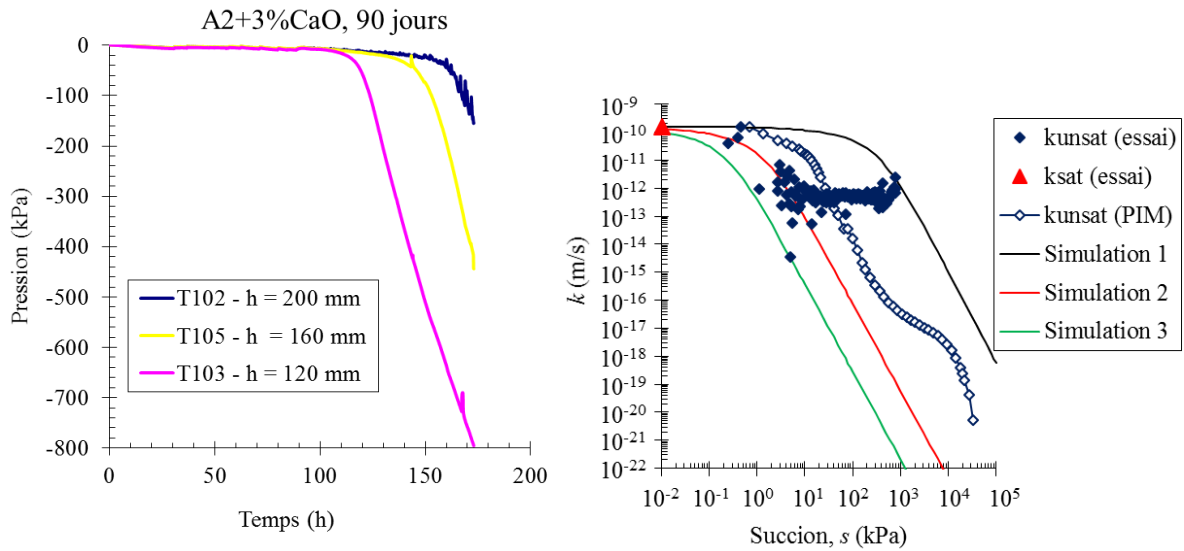 A2+3%CaO, 90 jours
0
-100
-200
-300
-400
-500
-600
-700
-800
Pression (kPa)
T102 - h = 200 mm
T105 - h = 160 mm
T103 - h = 120 mm
0
50
100
150
200
Temps (h)
10⁻⁹
10⁻¹⁰
10⁻¹¹
10⁻¹²
10⁻¹³
10⁻¹⁴
10⁻¹⁵
10⁻¹⁶
10⁻¹⁷
10⁻¹⁸
10⁻¹⁹
10⁻²⁰
10⁻²¹
10⁻²²
k (m/s)
10⁻²
10⁻¹
10⁰
10¹
10²
10³
10⁴
10⁵
Succion, s (kPa)
kunsat (essai)
ksat (essai)
kunsat (PIM)
Simulation 1
Simulation 2
Simulation 3